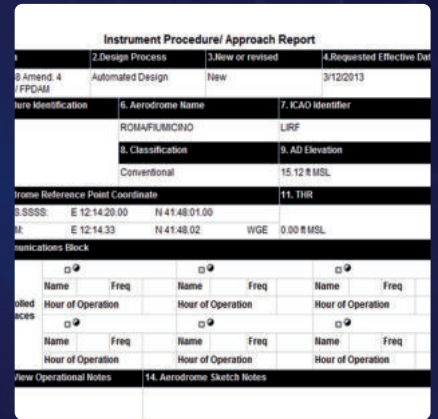 Instrument Procedure/ Approach Report
2.Design Process 3.New or revised 4.Requested Effective Dat
8 Amend. 4 Automated Design New 3/12/2013
/ FPDAM
ure Identification 6. Aerodrome Name 7. ICAO Identifier
ROMA/FIUMICINO LIRF
8. Classification 9. AD Elevation
Conventional 15.12 ft MSL
drome Reference Point Coordinate 11. THR
S.SSSS: E 12:14:20.00 N 41:48:01.00
M: E 12:14.33 N 41:48.02 WGE 0.00 ft MSL
munications Block
Name Freq Name Freq Name Freq
olled Hour of Operation Hour of Operation Hour of Operation
aces
Name Freq Name Freq Name Freq
Hour of Operation Hour of Operation Hour of Operation
View Operational Notes 14. Aerodrome Sketch Notes